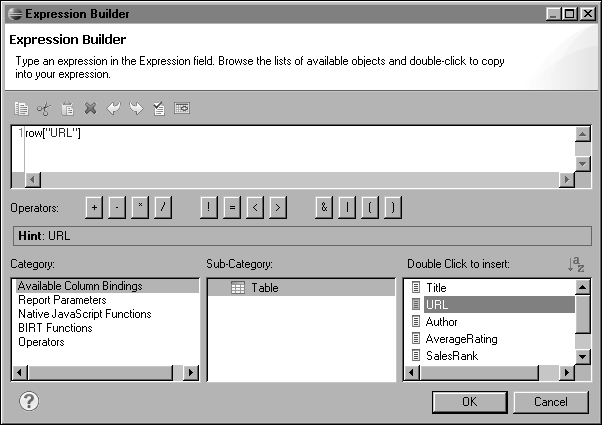 Expression Builder
Expression Builder
Type an expression in the Expression field. Browse the lists of available objects and double-click to copy
into your expression.
1 row["URL"]
Operators: + - * / ! = < > & | ( )
Hint: URL
Category: Sub-Category: Double Click to insert: a z
Available Column Bindings Table Title
Report Parameters URL
Native JavaScript Functions Author
BIRT Functions AverageRating
Operators SalesRank
? OK Cancel